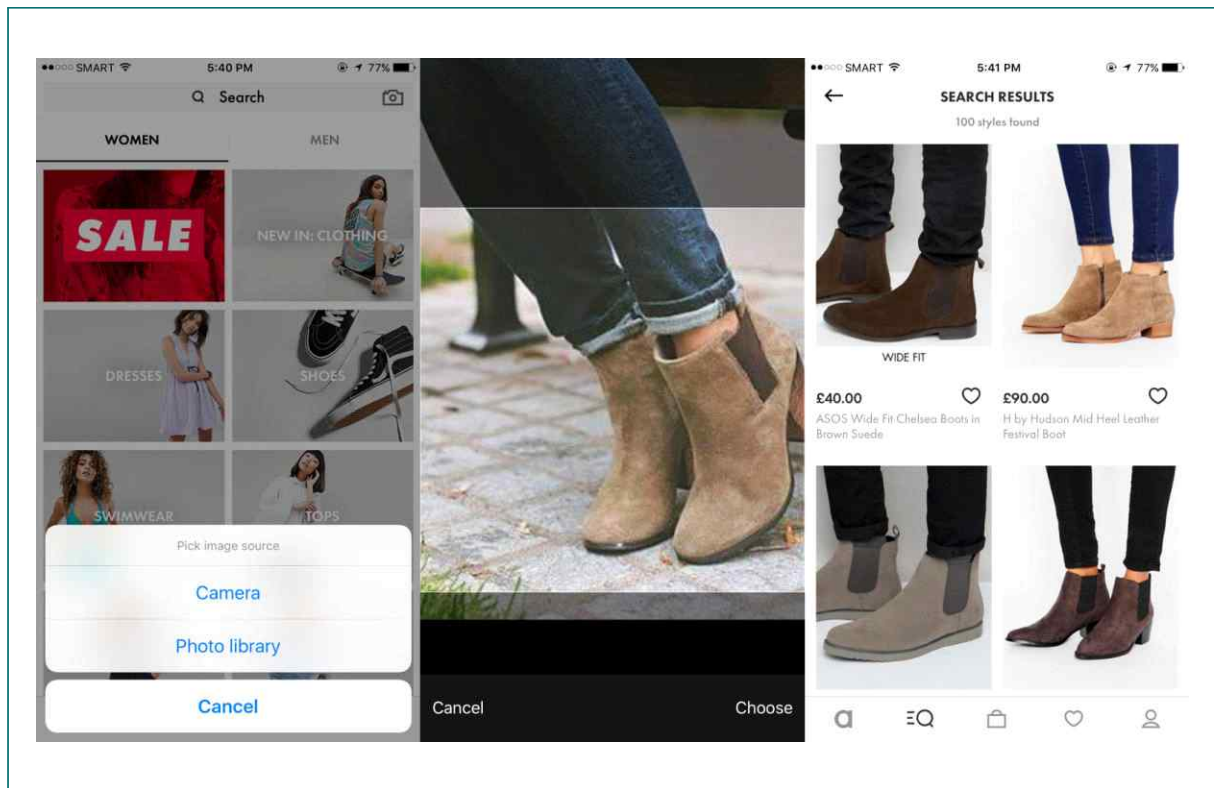 SMART
5:40 PM
77%
Search
WOMEN
MEN
SALE
NEW IN: CLOTHING
DRESSES
SHOES
SWIMWEAR
TOPS
Pick image source
Camera
Photo library
Cancel
Cancel
Choose
SMART
5:41 PM
77%
SEARCH RESULTS
100 styles found
WIDE FIT
£40.00
ASOS Wide Fit Chelsea Boots in
Brown Suede
£90.00
H by Hudson Mid Heel Leather
Festival Boot
a